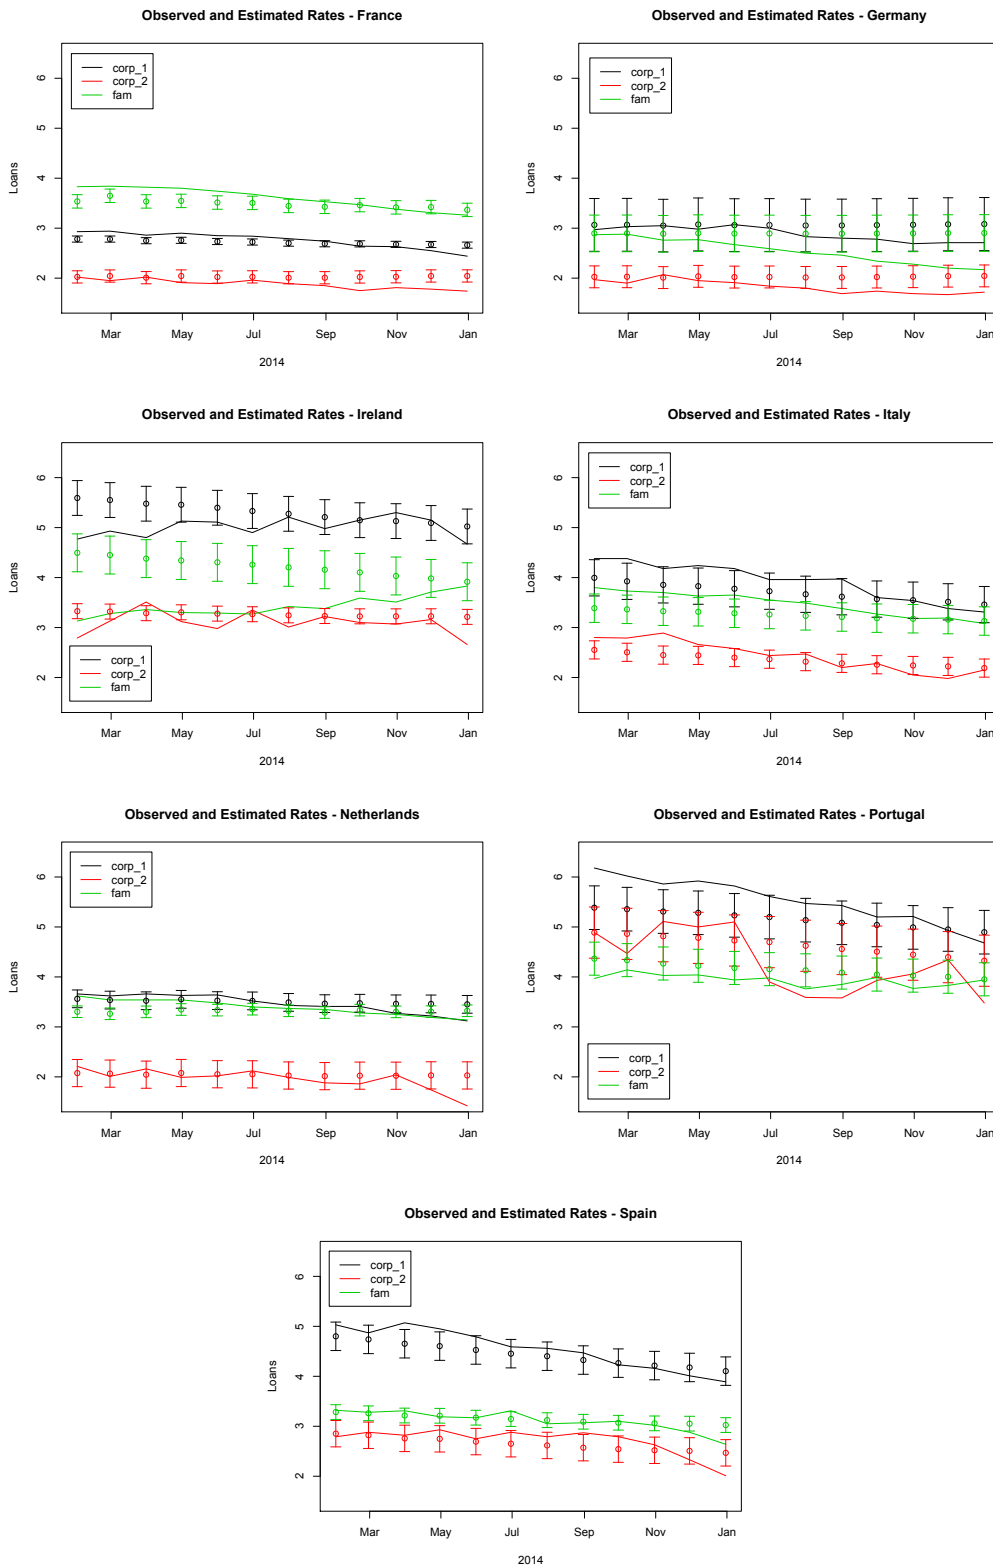 Observed and Estimated Rates - France
corp_1
corp_2
fam
Loans
2
3
4
5
6
Mar
May
Jul
Sep
Nov
Jan
2014
Observed and Estimated Rates - Germany
corp_1
corp_2
fam
Loans
2
3
4
5
6
Mar
May
Jul
Sep
Nov
Jan
2014
Observed and Estimated Rates - Ireland
corp_1
corp_2
fam
Loans
2
3
4
5
6
Mar
May
Jul
Sep
Nov
Jan
2014
Observed and Estimated Rates - Italy
corp_1
corp_2
fam
Loans
2
3
4
5
6
Mar
May
Jul
Sep
Nov
Jan
2014
Observed and Estimated Rates - Netherlands
corp_1
corp_2
fam
Loans
2
3
4
5
6
Mar
May
Jul
Sep
Nov
Jan
2014
Observed and Estimated Rates - Portugal
corp_1
corp_2
fam
Loans
2
3
4
5
6
Mar
May
Jul
Sep
Nov
Jan
2014
Observed and Estimated Rates - Spain
corp_1
corp_2
fam
Loans
2
3
4
5
6
Mar
May
Jul
Sep
Nov
Jan
2014